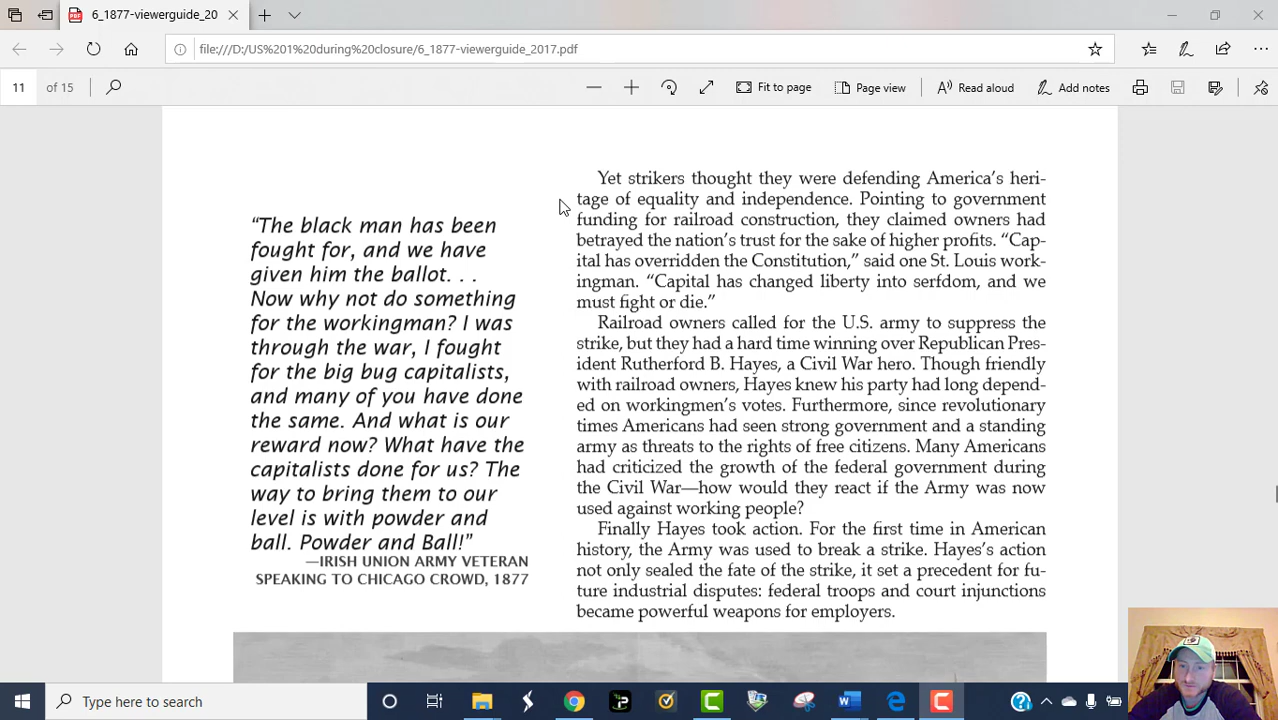 6_1877-viewerguide_20
file:///D:/US%201%20during%20closure/6_1877-viewerguide_2017.pdf
11 of 15
Fit to page
Page view
Read aloud
Add notes
"The black man has been
fought for, and we have
given him the ballot. . .
Now why not do something
for the workingman? I was
through the war, I fought
for the big bug capitalists,
and many of you have done
the same. And what is our
reward now? What have the
capitalists done for us? The
way to bring them to our
level is with powder and
ball. Powder and Ball!"
—IRISH UNION ARMY VETERAN
SPEAKING TO CHICAGO CROWD, 1877
Yet strikers thought they were defending America's heri-
tage of equality and independence. Pointing to government
funding for railroad construction, they claimed owners had
betrayed the nation's trust for the sake of higher profits. "Cap-
ital has overridden the Constitution," said one St. Louis work-
ingman. "Capital has changed liberty into serfdom, and we
must fight or die."
Railroad owners called for the U.S. army to suppress the
strike, but they had a hard time winning over Republican Pres-
ident Rutherford B. Hayes, a Civil War hero. Though friendly
with railroad owners, Hayes knew his party had long depend-
ed on workingmen's votes. Furthermore, since revolutionary
times Americans had seen strong government and a standing
army as threats to the rights of free citizens. Many Americans
had criticized the growth of the federal government during
the Civil War—how would they react if the Army was now
used against working people?
Finally Hayes took action. For the first time in American
history, the Army was used to break a strike. Hayes's action
not only sealed the fate of the strike, it set a precedent for fu-
ture industrial disputes: federal troops and court injunctions
became powerful weapons for employers.
Type here to search